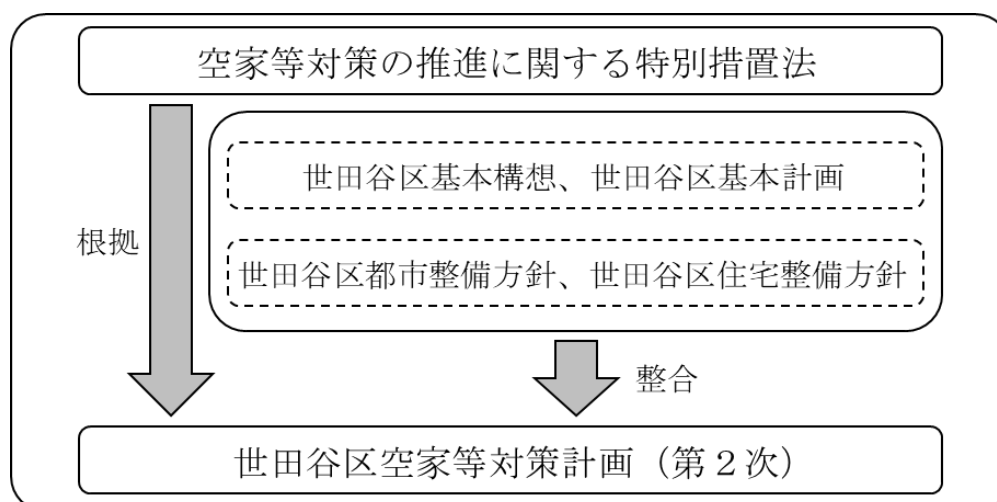 空家等対策の推進に関する特別措置法
世田谷区基本構想、世田谷区基本計画
根拠
世田谷区都市整備方針、世田谷区住宅整備方針
整合
世田谷区空家等対策計画（第２次）